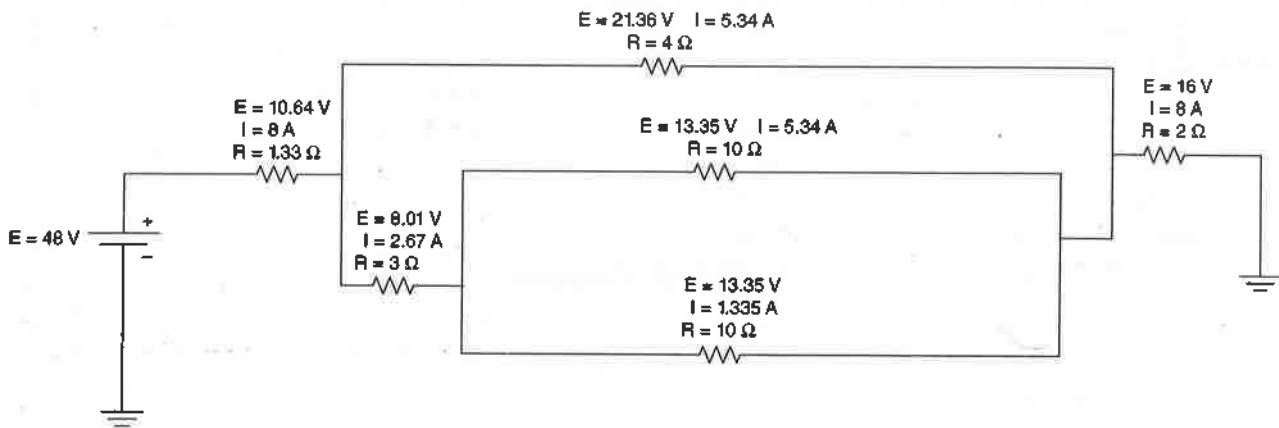 E = 21.36 V I = 5.34 A
R = 4 Ω
E = 10.64 V
I = 8 A
R = 1.33 Ω
E = 13.35 V I = 5.34 A
R = 10 Ω
E = 16 V
I = 8 A
R = 2 Ω
E = 48 V
+
−
E = 8.01 V
I = 2.67 A
R = 3 Ω
E = 13.35 V
I = 1.335 A
R = 10 Ω